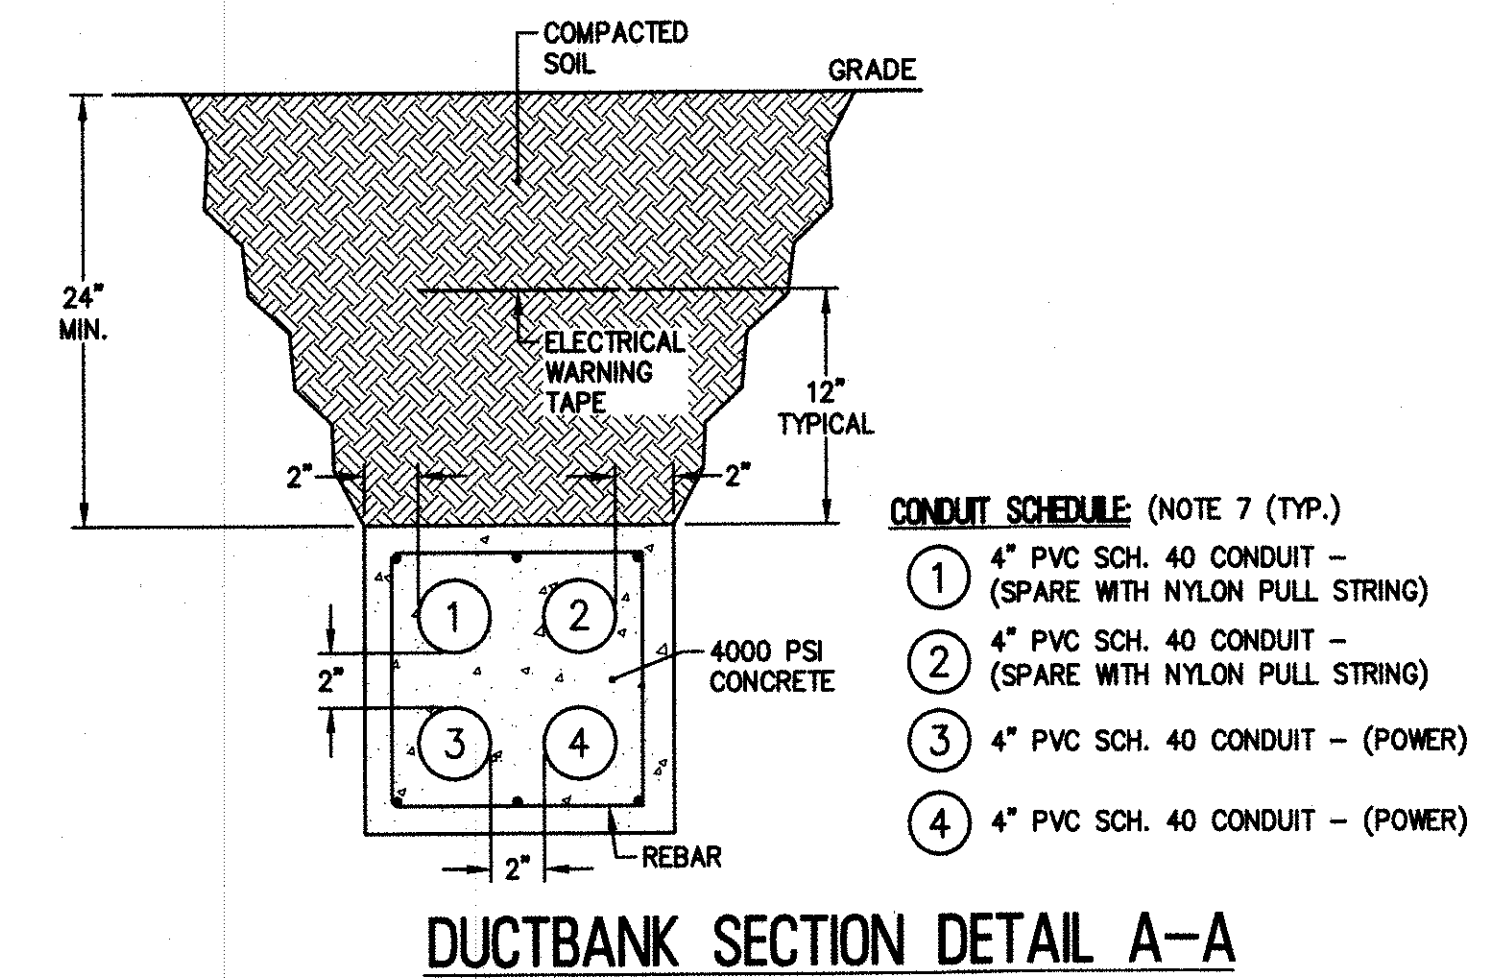 COMPACTED
SOIL
GRADE
24"
MIN.
ELECTRICAL
WARNING
TAPE
12"
TYPICAL
2"
2"
CONDUIT SCHEDULE: (NOTE 7 (TYP.)
1 4" PVC SCH. 40 CONDUIT –
(SPARE WITH NYLON PULL STRING)
2 4" PVC SCH. 40 CONDUIT –
(SPARE WITH NYLON PULL STRING)
3 4" PVC SCH. 40 CONDUIT – (POWER)
4 4" PVC SCH. 40 CONDUIT – (POWER)
1 2
2"
4000 PSI
CONCRETE
3 4
2"
REBAR
DUCTBANK SECTION DETAIL A–A